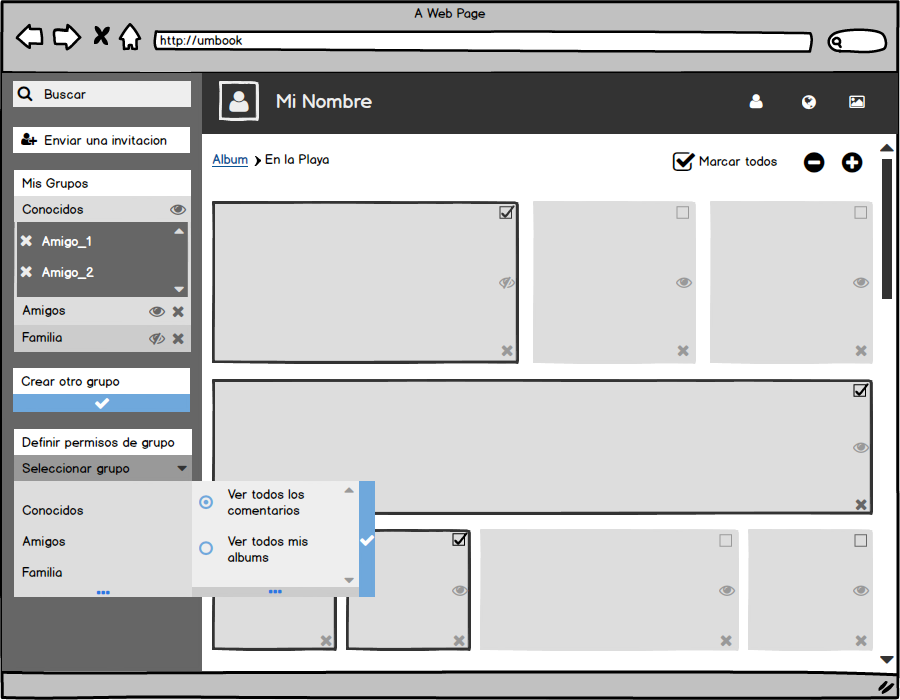 A Web Page
http://umbook
Buscar
Mi Nombre
Enviar una invitacion
Album
En la Playa
Marcar todos
Mis Grupos
Conocidos
Amigo_1
Amigo_2
Amigos
Familia
Crear otro grupo
Definir permisos de grupo
Seleccionar grupo
Conocidos
Amigos
Familia
Ver todos los
comentarios
Ver todos mis
albums